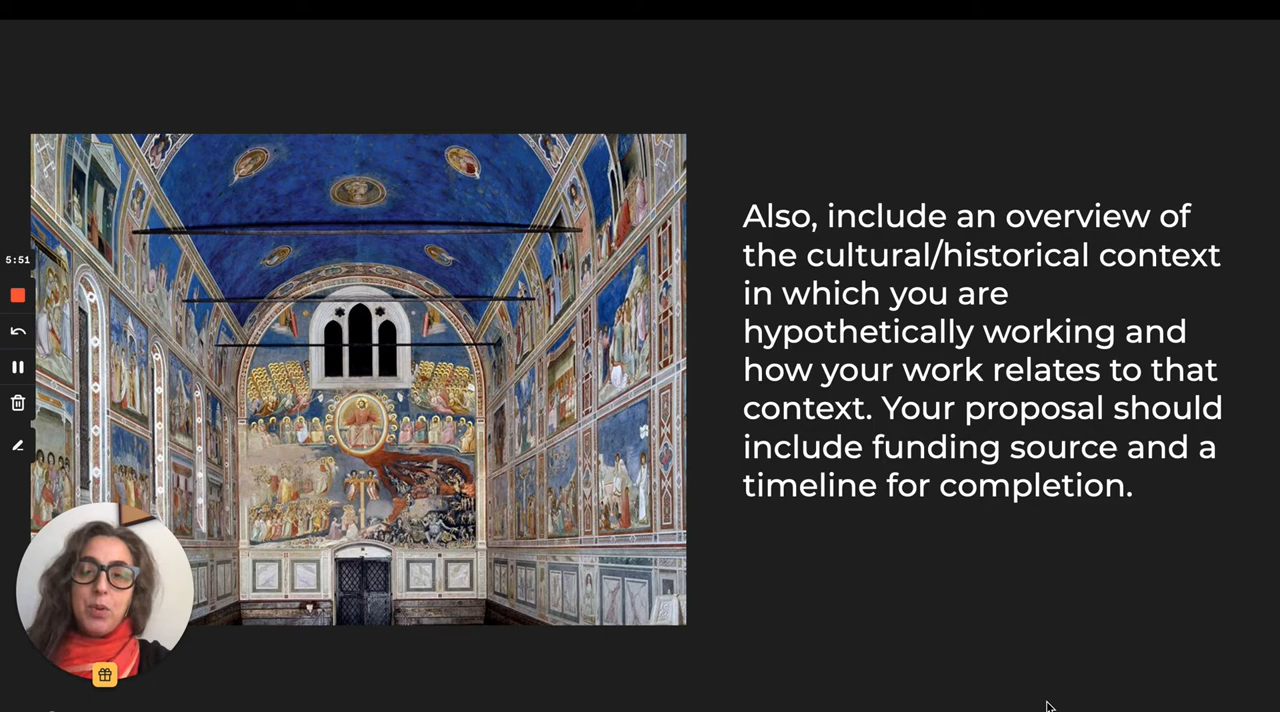 Also, include an overview of
the cultural/historical context
in which you are
hypothetically working and
how your work relates to that
context. Your proposal should
include funding source and a
timeline for completion.
5:51